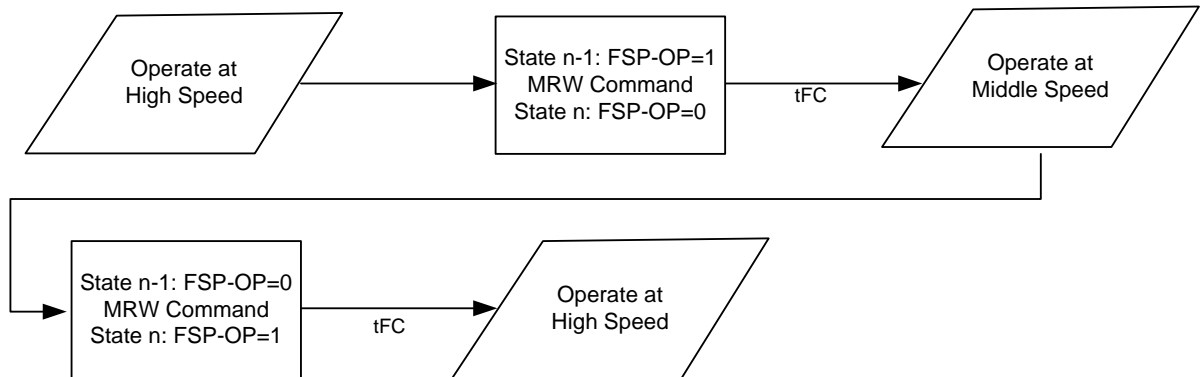 Operate at
High Speed
State n-1: FSP-OP=1
MRW Command
State n: FSP-OP=0
tFC
Operate at
Middle Speed
State n-1: FSP-OP=0
MRW Command
State n: FSP-OP=1
tFC
Operate at
High Speed